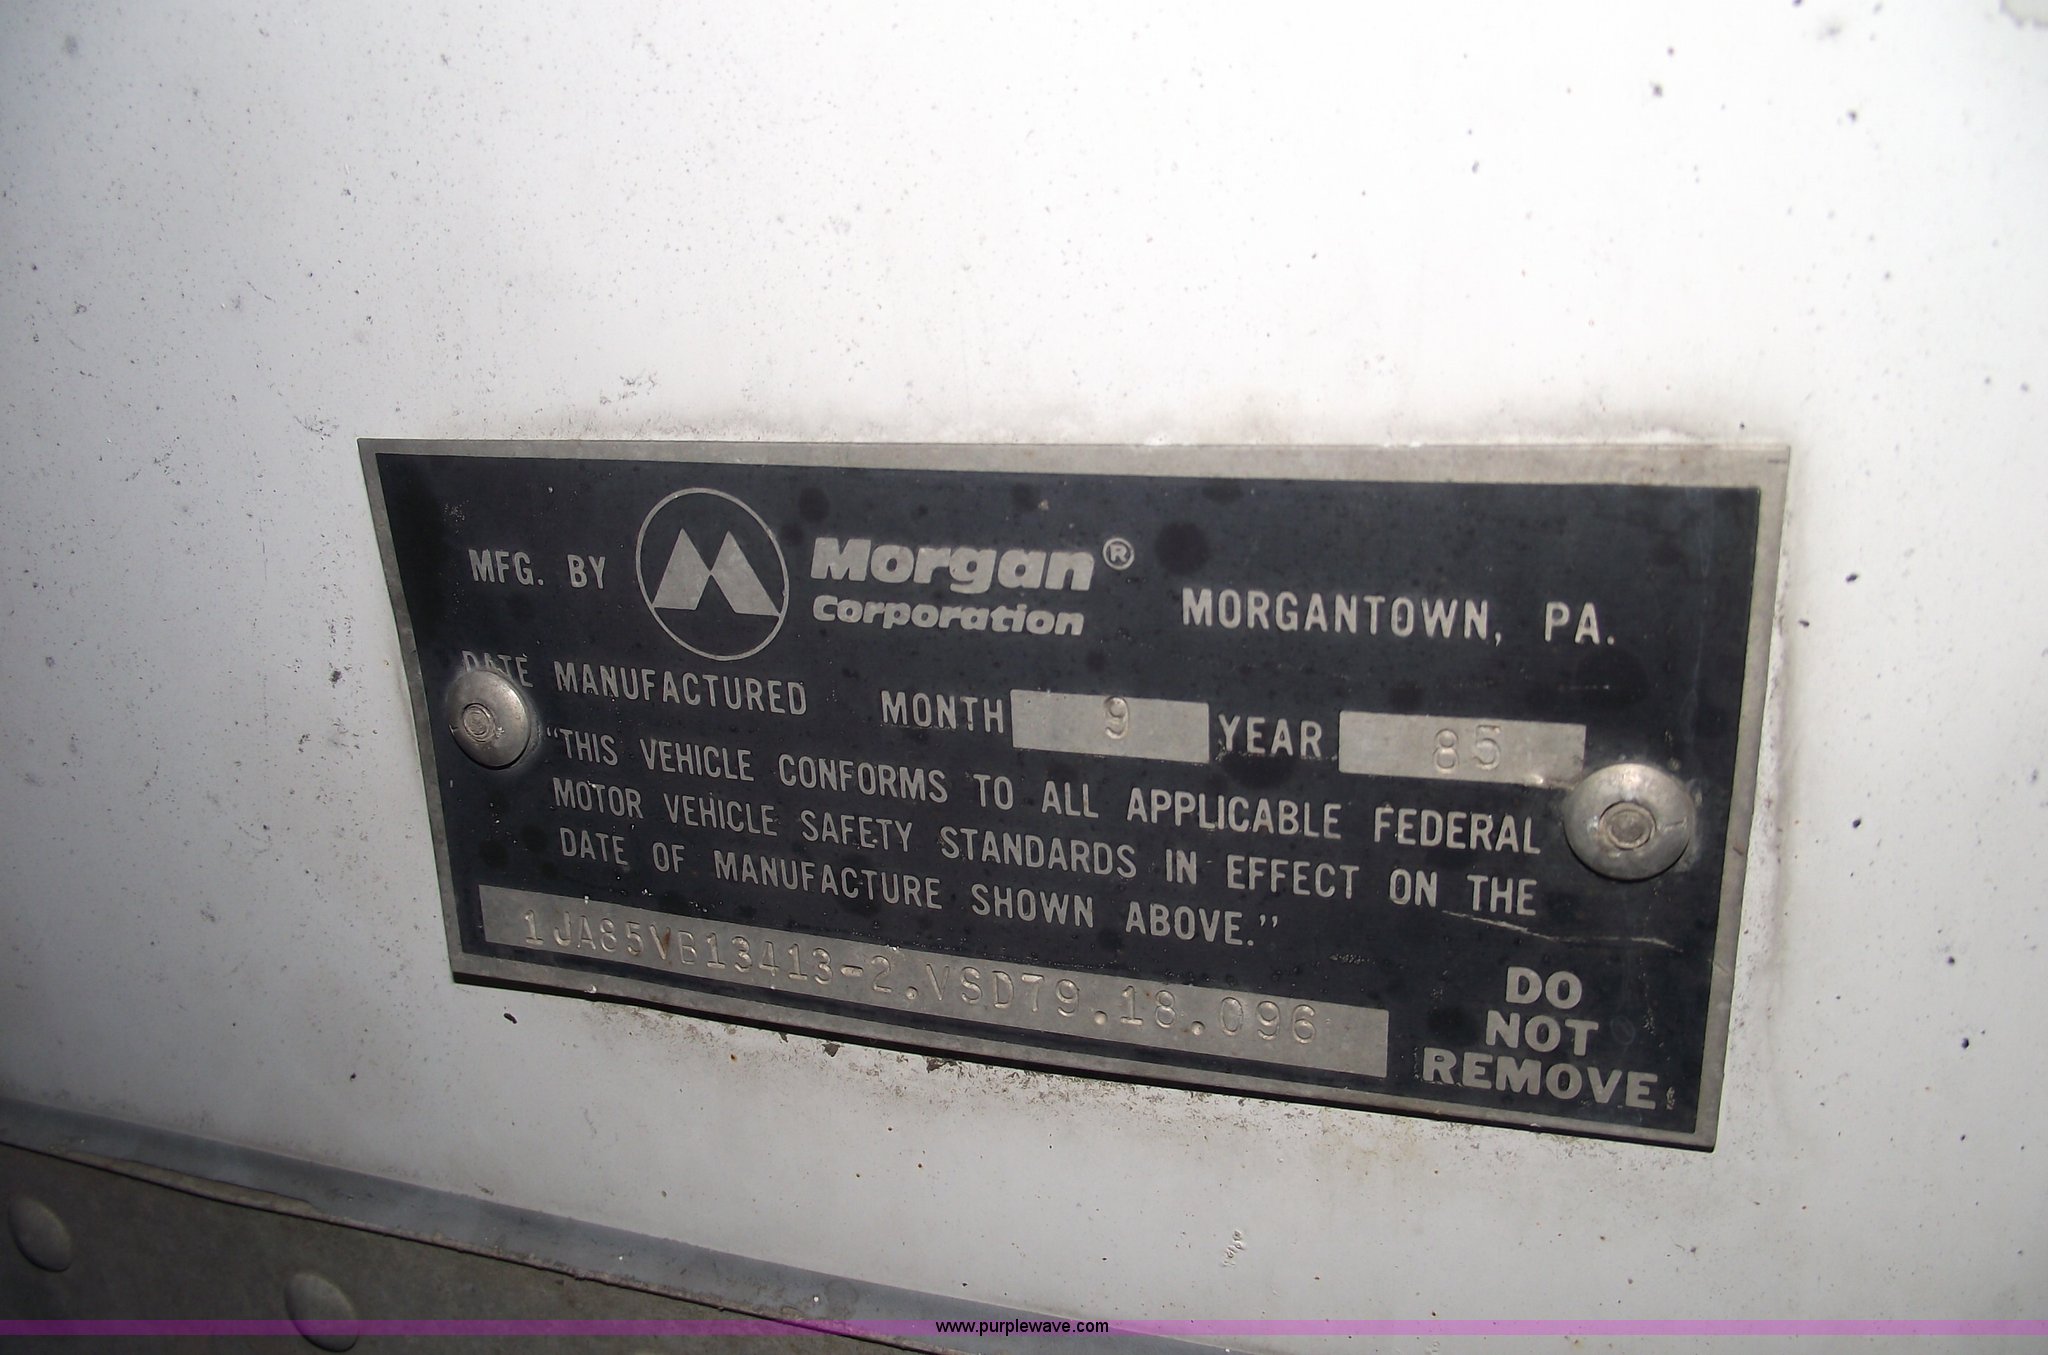 MFG. BY Morgan® Corporation MORGANTOWN, PA.
DATE MANUFACTURED MONTH 9 YEAR 85
“THIS VEHICLE CONFORMS TO ALL APPLICABLE FEDERAL
MOTOR VEHICLE SAFETY STANDARDS IN EFFECT ON THE
DATE OF MANUFACTURE SHOWN ABOVE.”
1JA85VB13413-2.VSD79.18.096
DO
NOT
REMOVE
www.purplewave.com